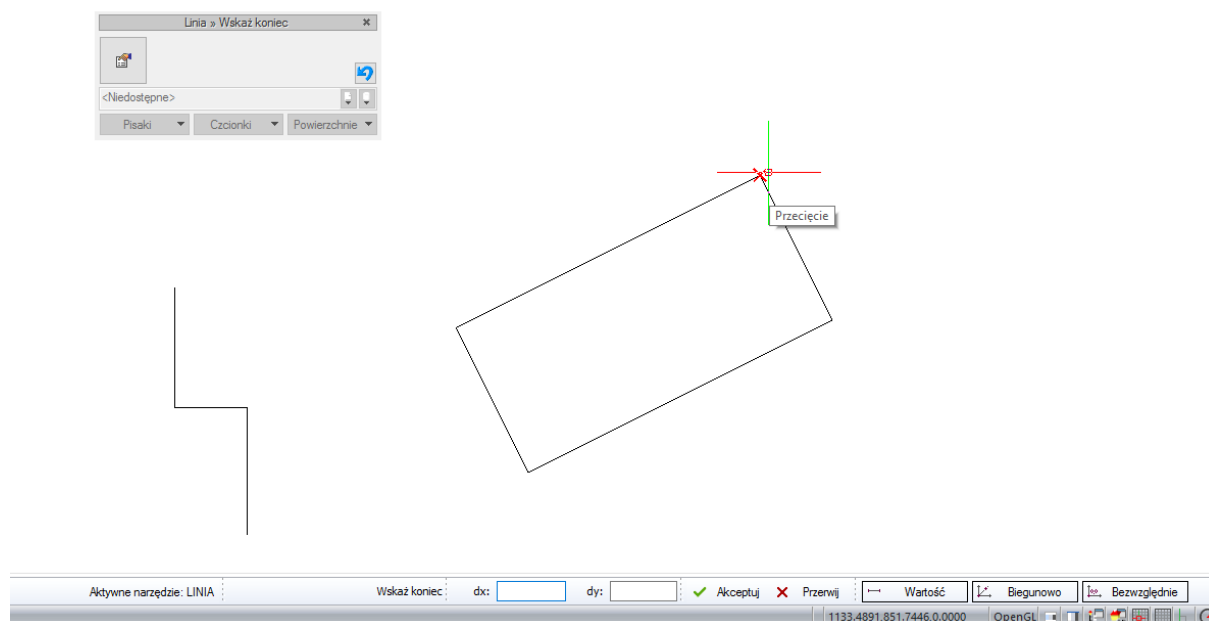 Linia » Wskaż koniec
<Niedostępne>
Pisaki Czcionki Powierzchnie
Przecięcie
Aktywne narzędzie: LINIA Wskaż koniec dx: dy: Akceptuj Przerwij Wartość Biegunowo Bezwzględnie
1133.4891,851.7446,0.0000 OpenGL